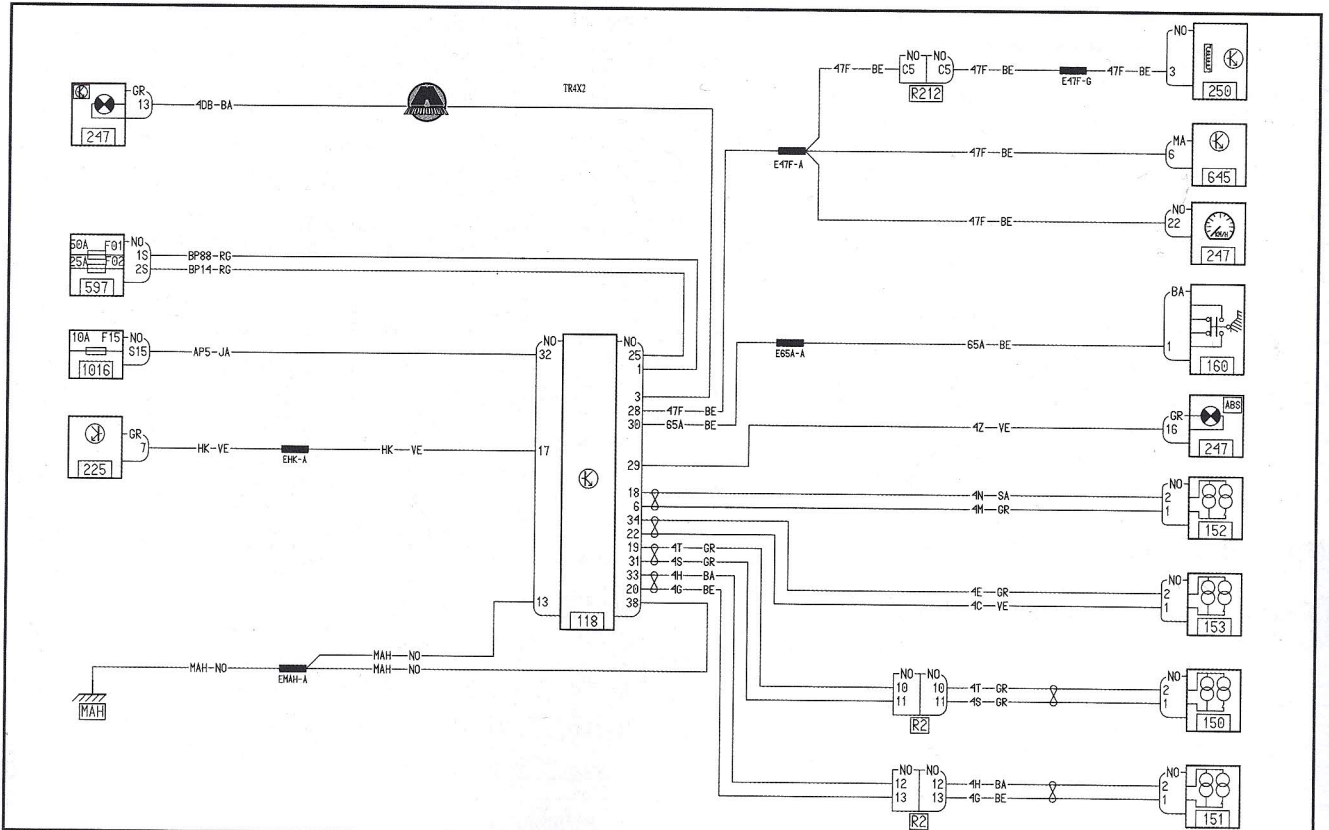 TR4X2
GR
13
4DB-BA
247
50A F01
25A F02
NO
1S BP88-RG
2S BP14-RG
597
10A F15
NO
S15 AP5-JA
1016
GR
7 HK-VE
EHK-A
HK-VE
225
MAH-NO
EMAH-A
MAH-NO
MAH-NO
MAH
NO
32
17
13
118
NO
25
1
3
28 47F-BE
30 65A-BE
29
18
6
34
22
19 4T-GR
31 4S-GR
33 4H-BA
20 4G-BE
38
E47F-A
47F-BE
NO NO
C5 C5
R212
47F-BE
E47F-G
47F-BE
NO
3
250
47F-BE
MA
6
645
47F-BE
NO
22
KM/H
247
E65A-A
65A-BE
BA
1
160
4Z-VE
GR
16
ABS
247
4N-SA
4M-GR
NO
2
1
152
4E-GR
4C-VE
NO
2
1
153
NO NO
10 10
11 11
R2
4T-GR
4S-GR
NO
2
1
150
NO NO
12 12
13 13
R2
4H-BA
4G-BE
NO
2
1
151